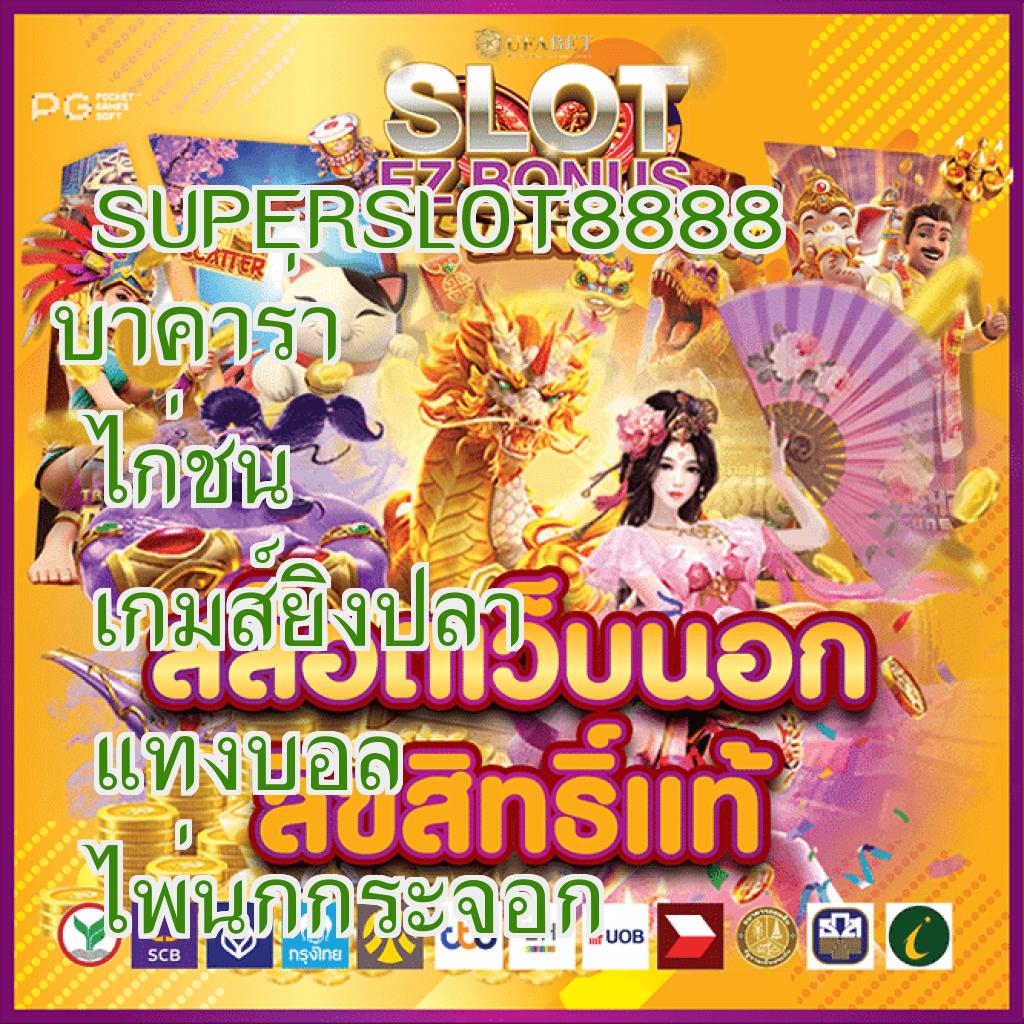 UFABET
SLOT
EZ BONUS
PG POCKET GAMES SOFT
SUPERSLOT8888
SCATTER
บาคาร่า
ไก่ชน
เกมส์ยิงปลา
สล็อตเว็บนอก
แทงบอล
ลิขสิทธิ์แท้
ไพ่นกกระจอก
SCB
กรุงไทย
UOB